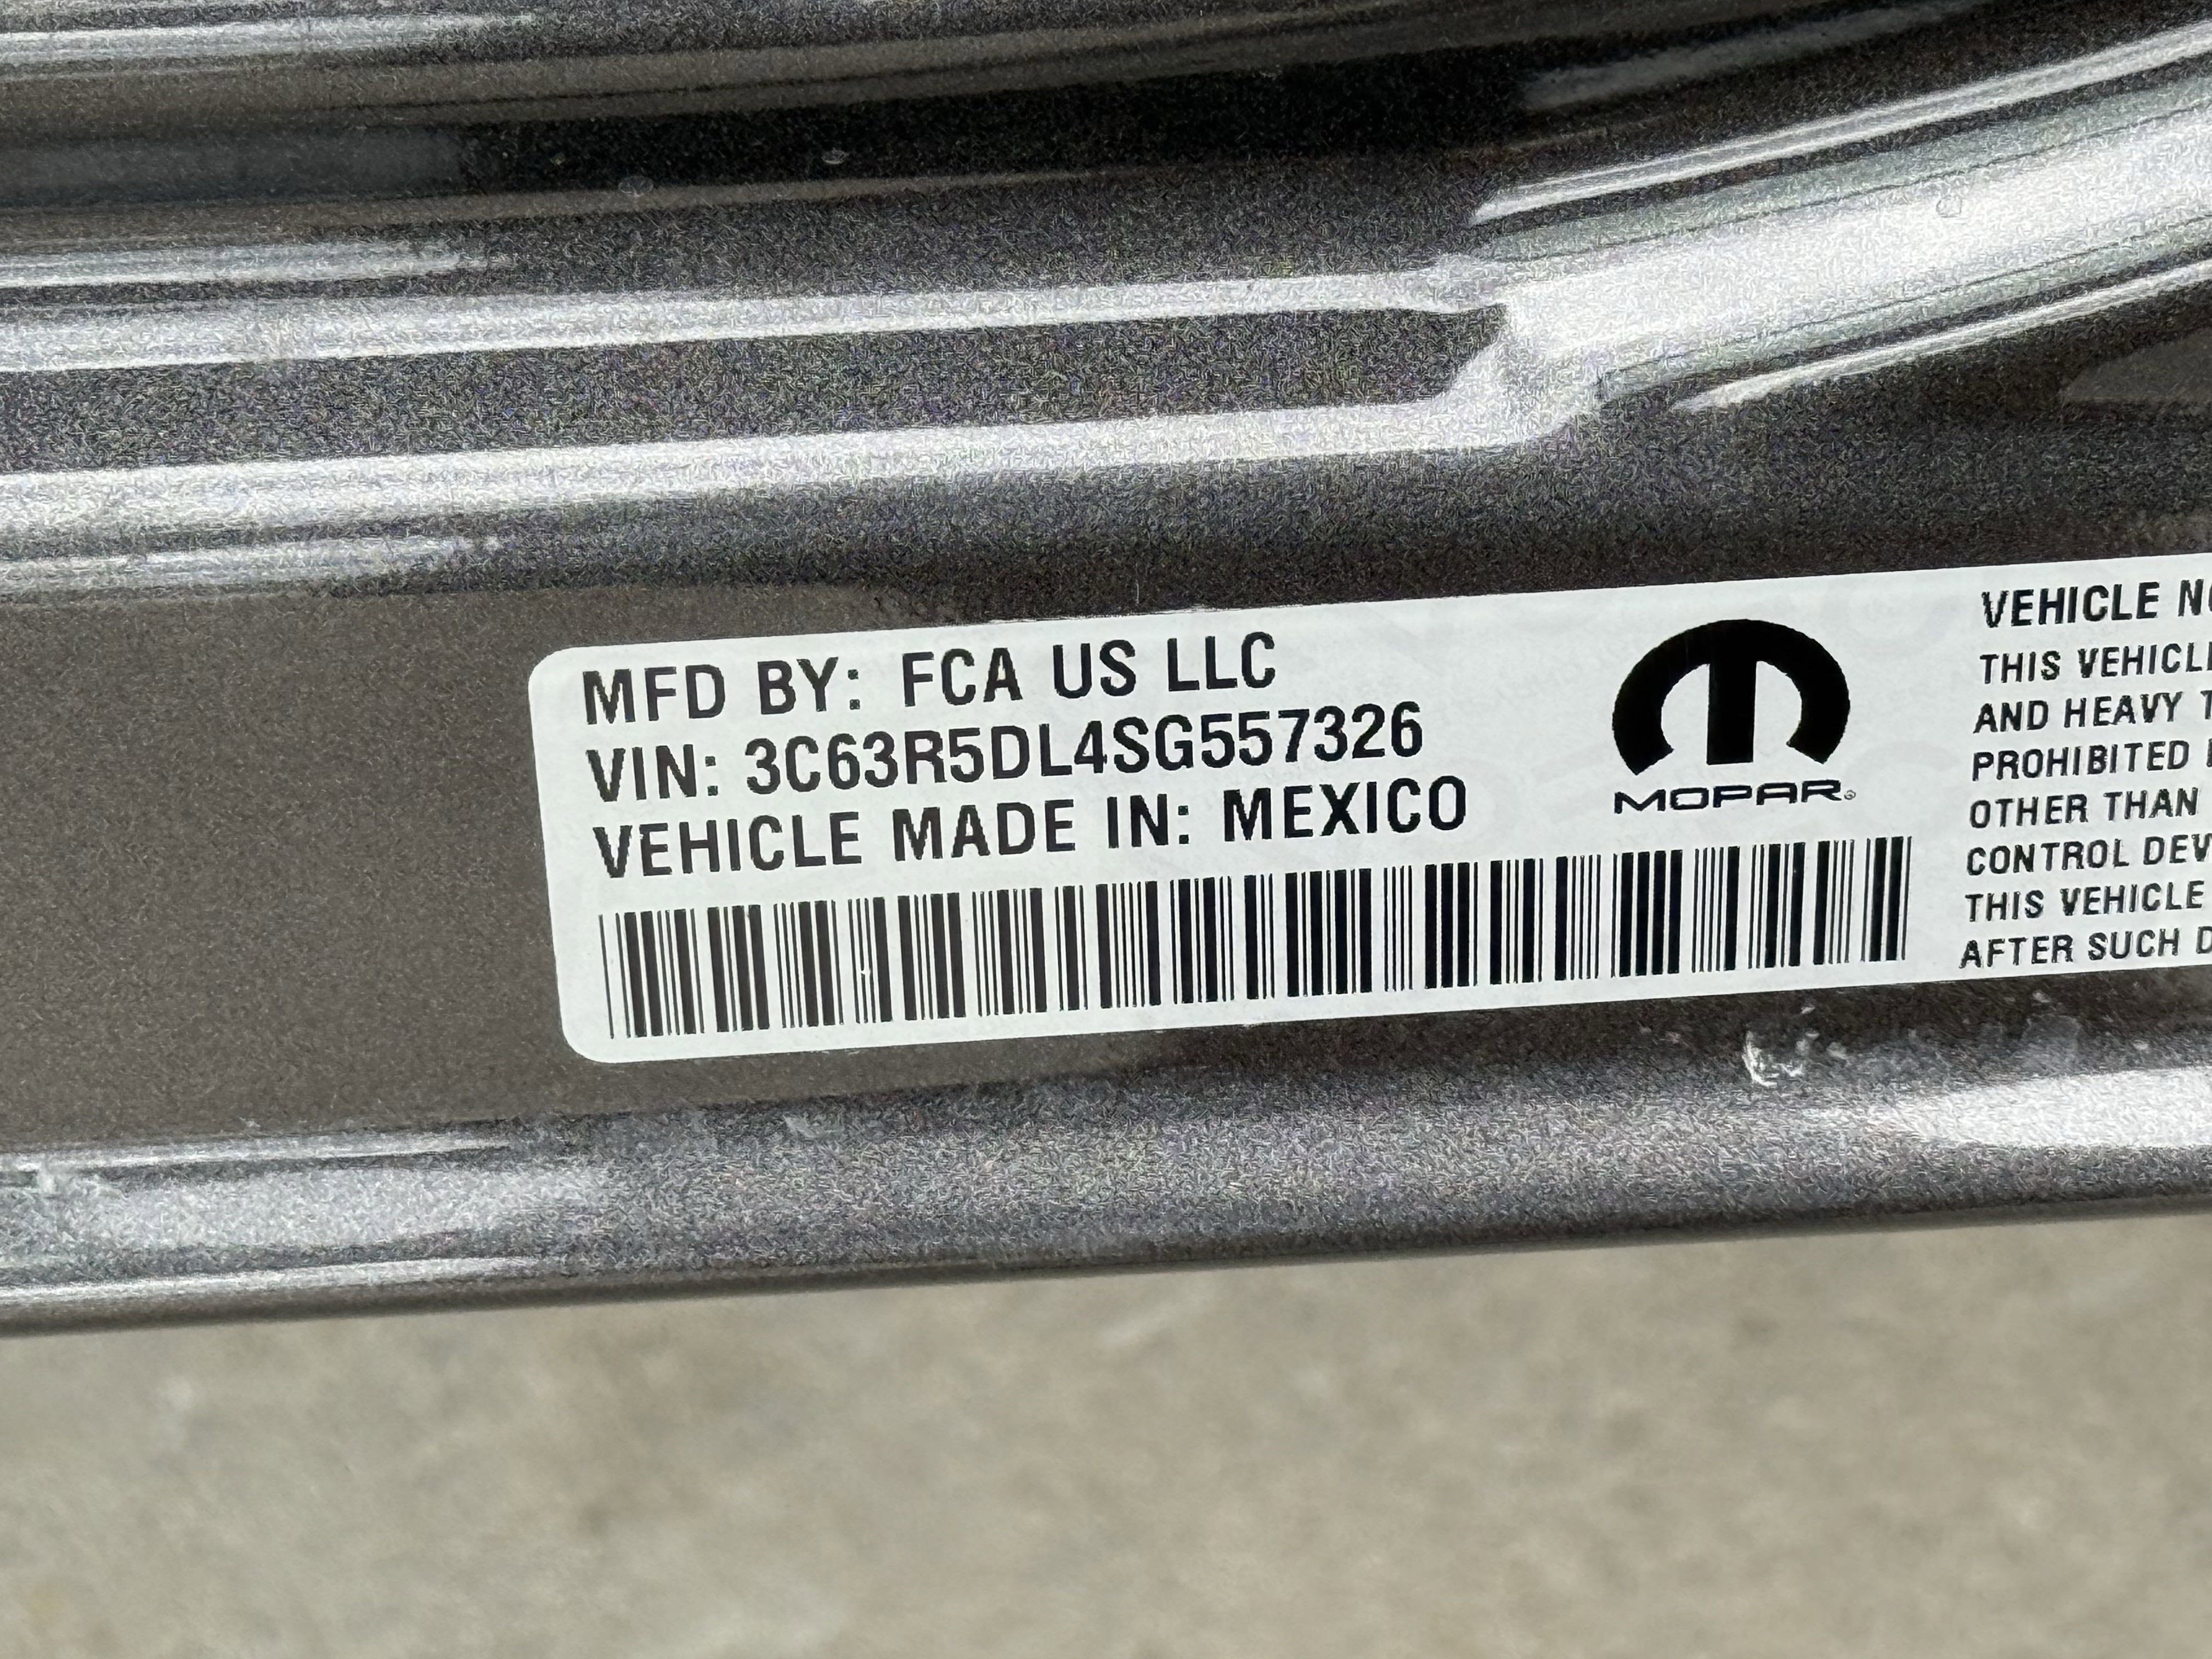 MFD BY: FCA US LLC
VIN: 3C63R5DL4SG557326
VEHICLE MADE IN: MEXICO
MOPAR®
VEHICLE
THIS
AND HEAVY
PROHIBITED
OTHER THAN
CONTROL
THIS VEHICLE
AFTER SUCH